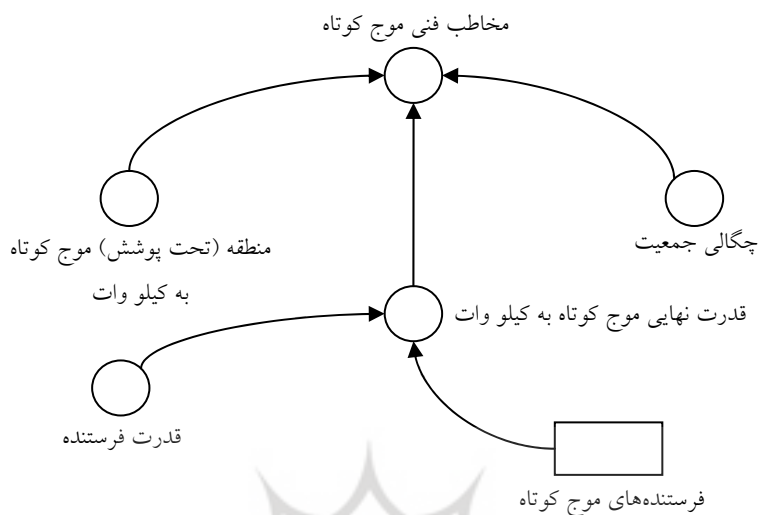 مخاطب فنی موج کوتاه
چگالی جمعیت
منطقه (تحت پوشش) موج کوتاه
به کیلو وات
قدرت نهایی موج کوتاه به کیلو وات
قدرت فرستنده
فرستنده‌های موج کوتاه